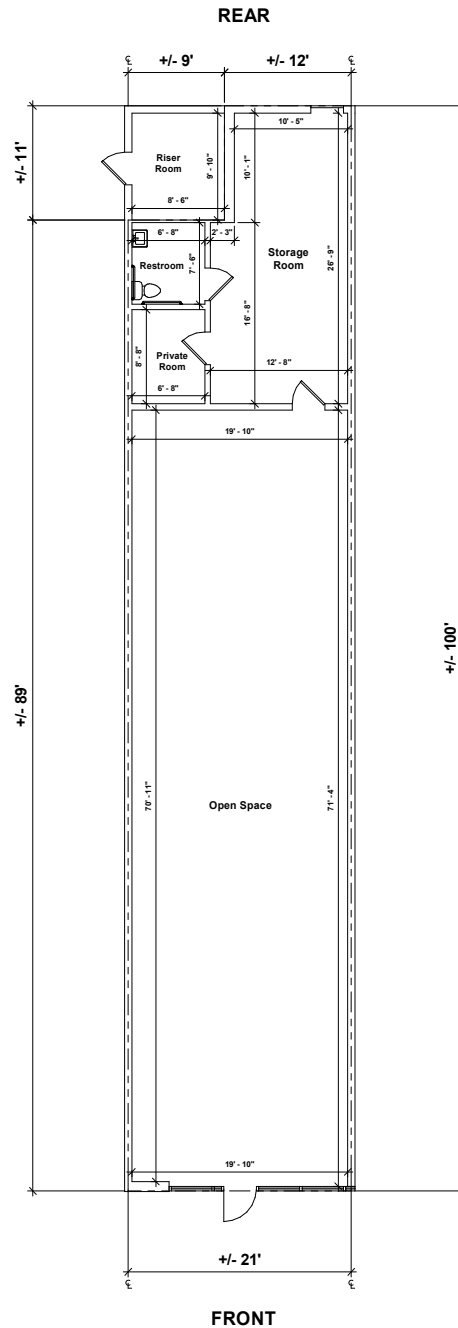 REAR
℄
+/- 9'
+/- 12'
℄
10' - 5"
+/- 11'
Riser
Room
9' - 10"
10' - 1"
8' - 6"
6' - 8"
2' - 3"
Restroom
7' - 6"
Storage
Room
26' - 9"
16' - 8"
8' - 8"
Private
Room
12' - 8"
6' - 8"
19' - 10"
+/- 100'
+/- 89'
70' - 11"
Open Space
71' - 4"
19' - 10"
+/- 21'
℄
℄
FRONT